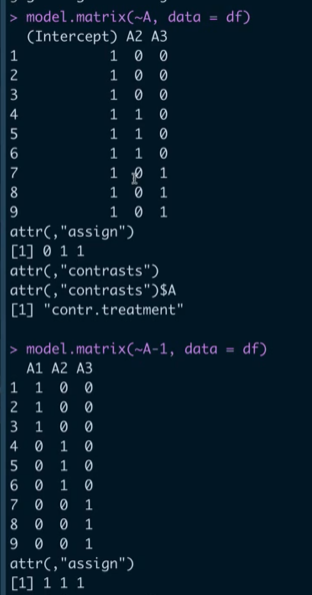 > model.matrix(~A, data = df)
(Intercept) A2 A3
1 1 0 0
2 1 0 0
3 1 0 0
4 1 1 0
5 1 1 0
6 1 1 0
7 1 0 1
8 1 0 1
9 1 0 1
attr(,"assign")
[1] 0 1 1
attr(,"contrasts")
attr(,"contrasts")$A
[1] "contr.treatment"
> model.matrix(~A-1, data = df)
A1 A2 A3
1 1 0 0
2 1 0 0
3 1 0 0
4 0 1 0
5 0 1 0
6 0 1 0
7 0 0 1
8 0 0 1
9 0 0 1
attr(,"assign")
[1] 1 1 1